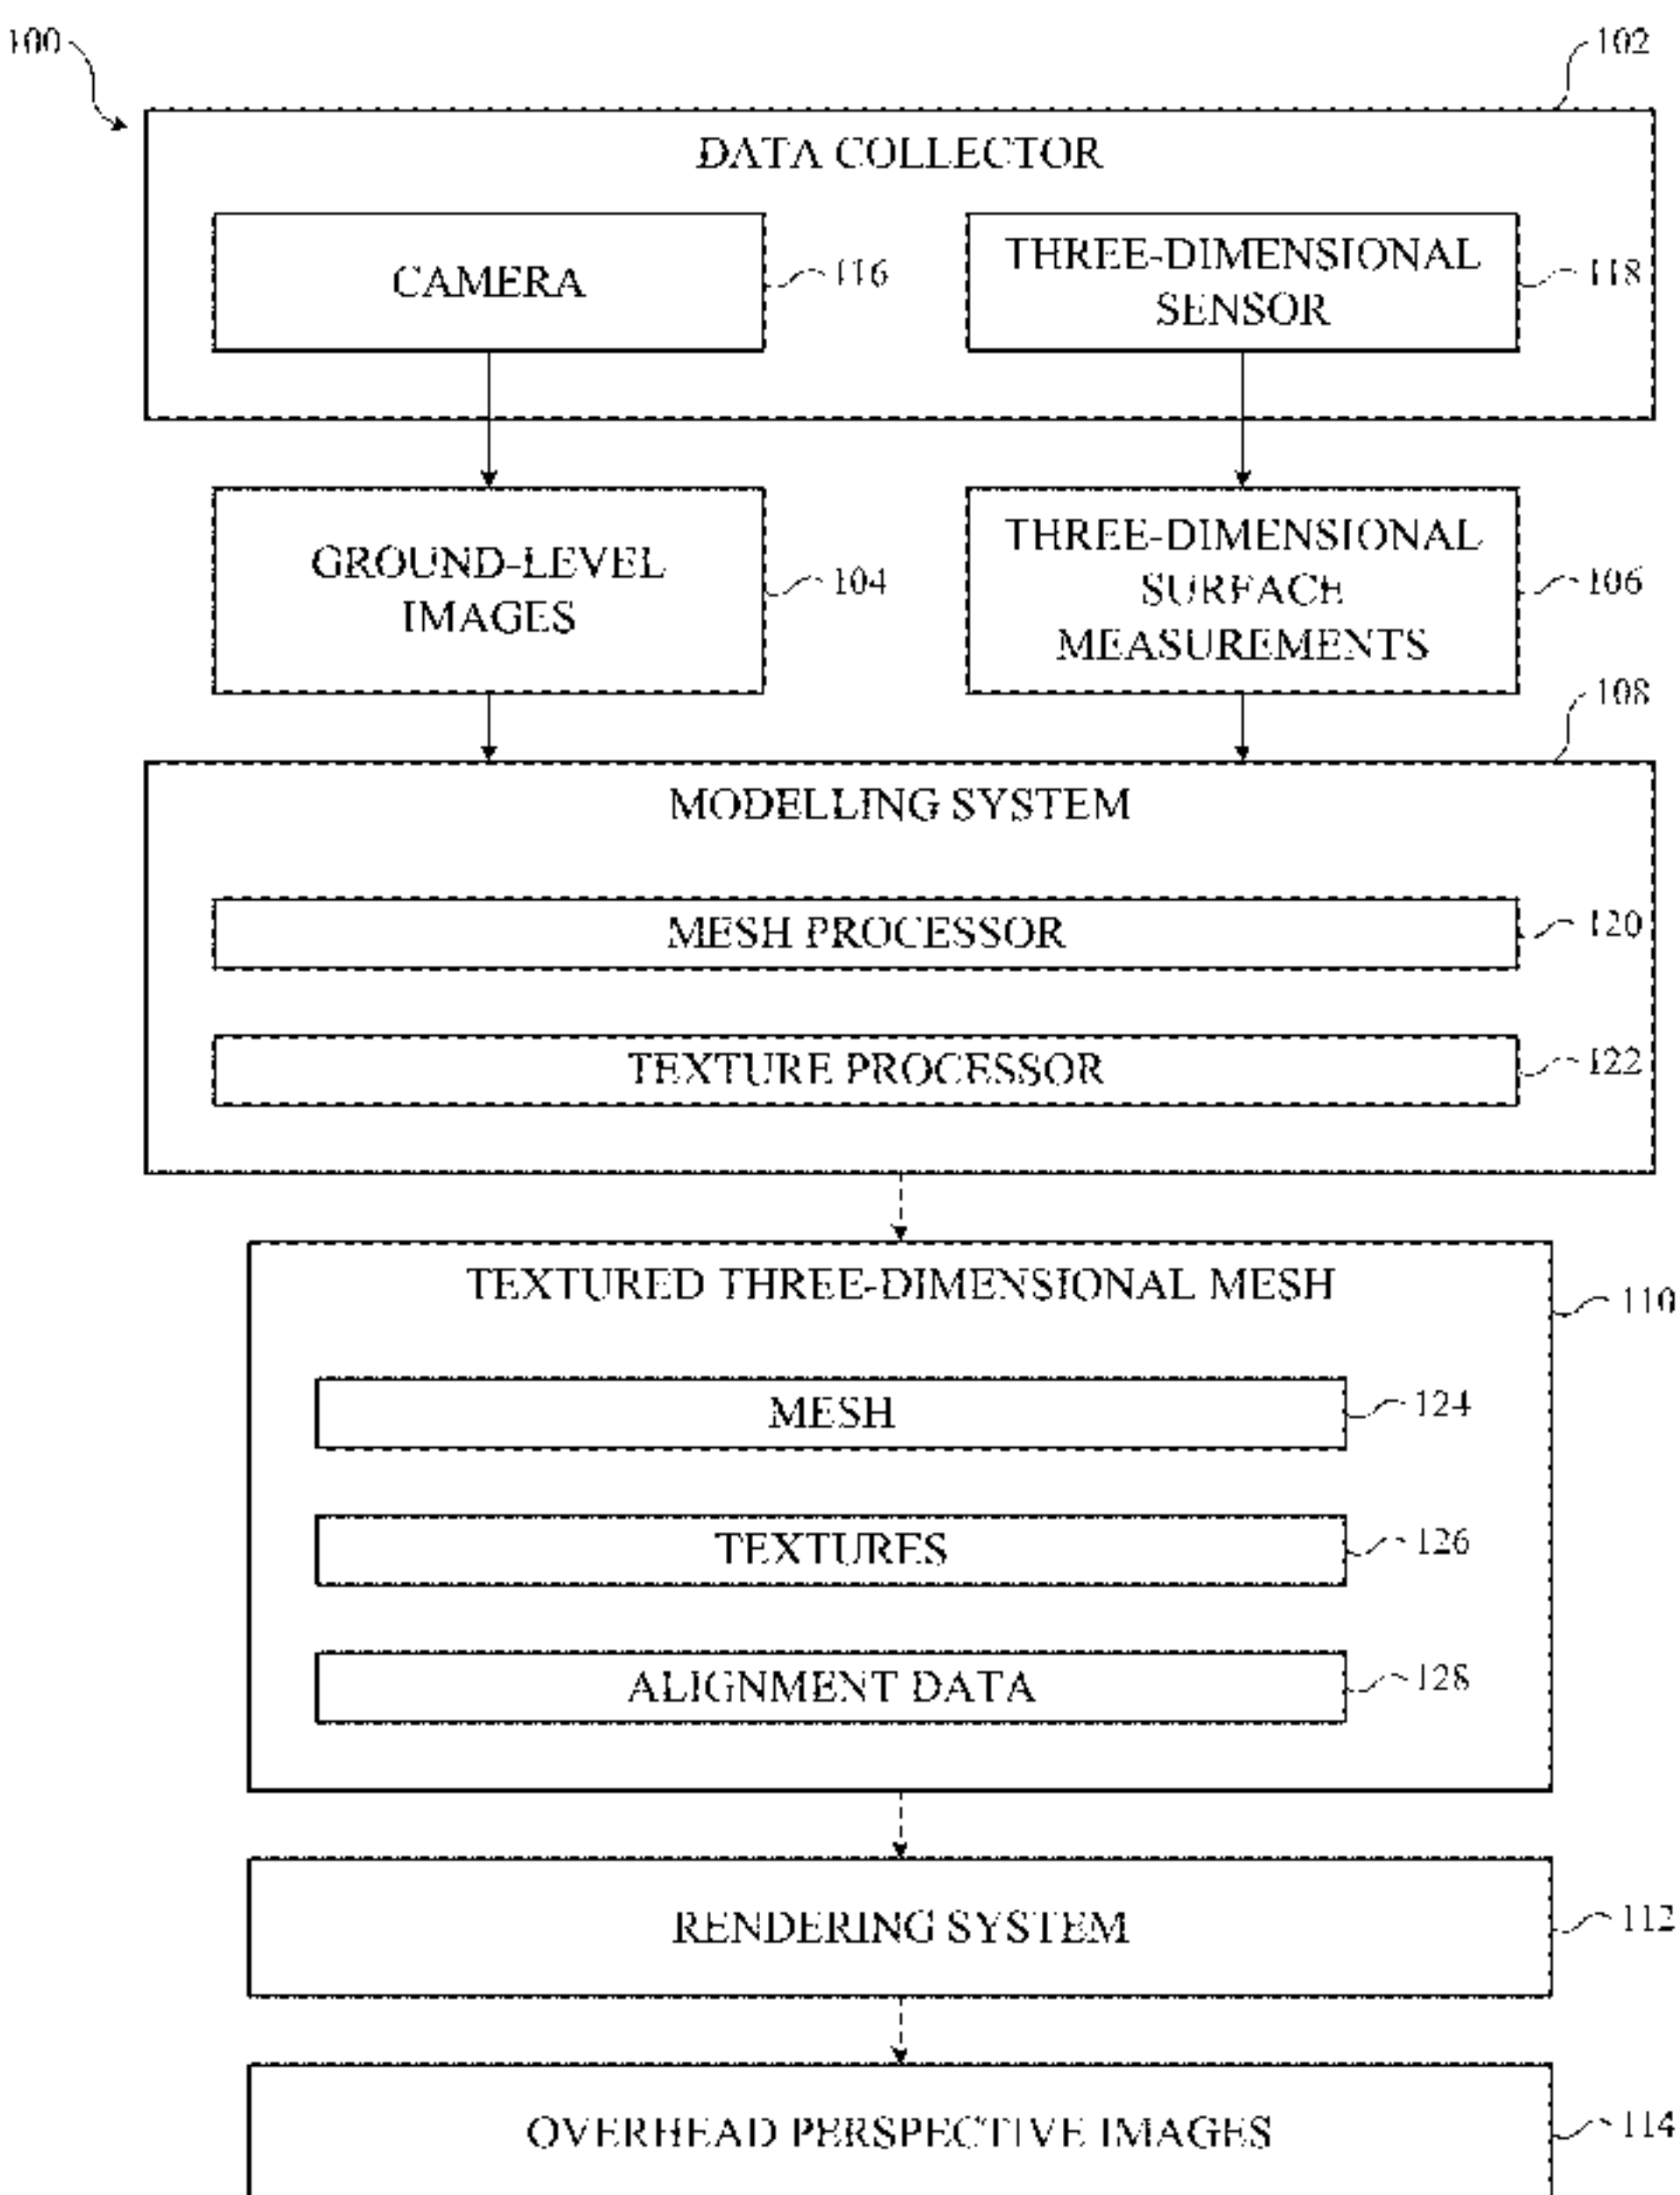 100
102
DATA COLLECTOR
CAMERA
116
THREE-DIMENSIONAL
SENSOR
118
GROUND-LEVEL
IMAGES
104
THREE-DIMENSIONAL
SURFACE
MEASUREMENTS
106
108
MODELLING SYSTEM
MESH PROCESSOR
120
TEXTURE PROCESSOR
122
TEXTURED THREE-DIMENSIONAL MESH
110
MESH
124
TEXTURES
126
ALIGNMENT DATA
128
RENDERING SYSTEM
112
OVERHEAD PERSPECTIVE IMAGES
114